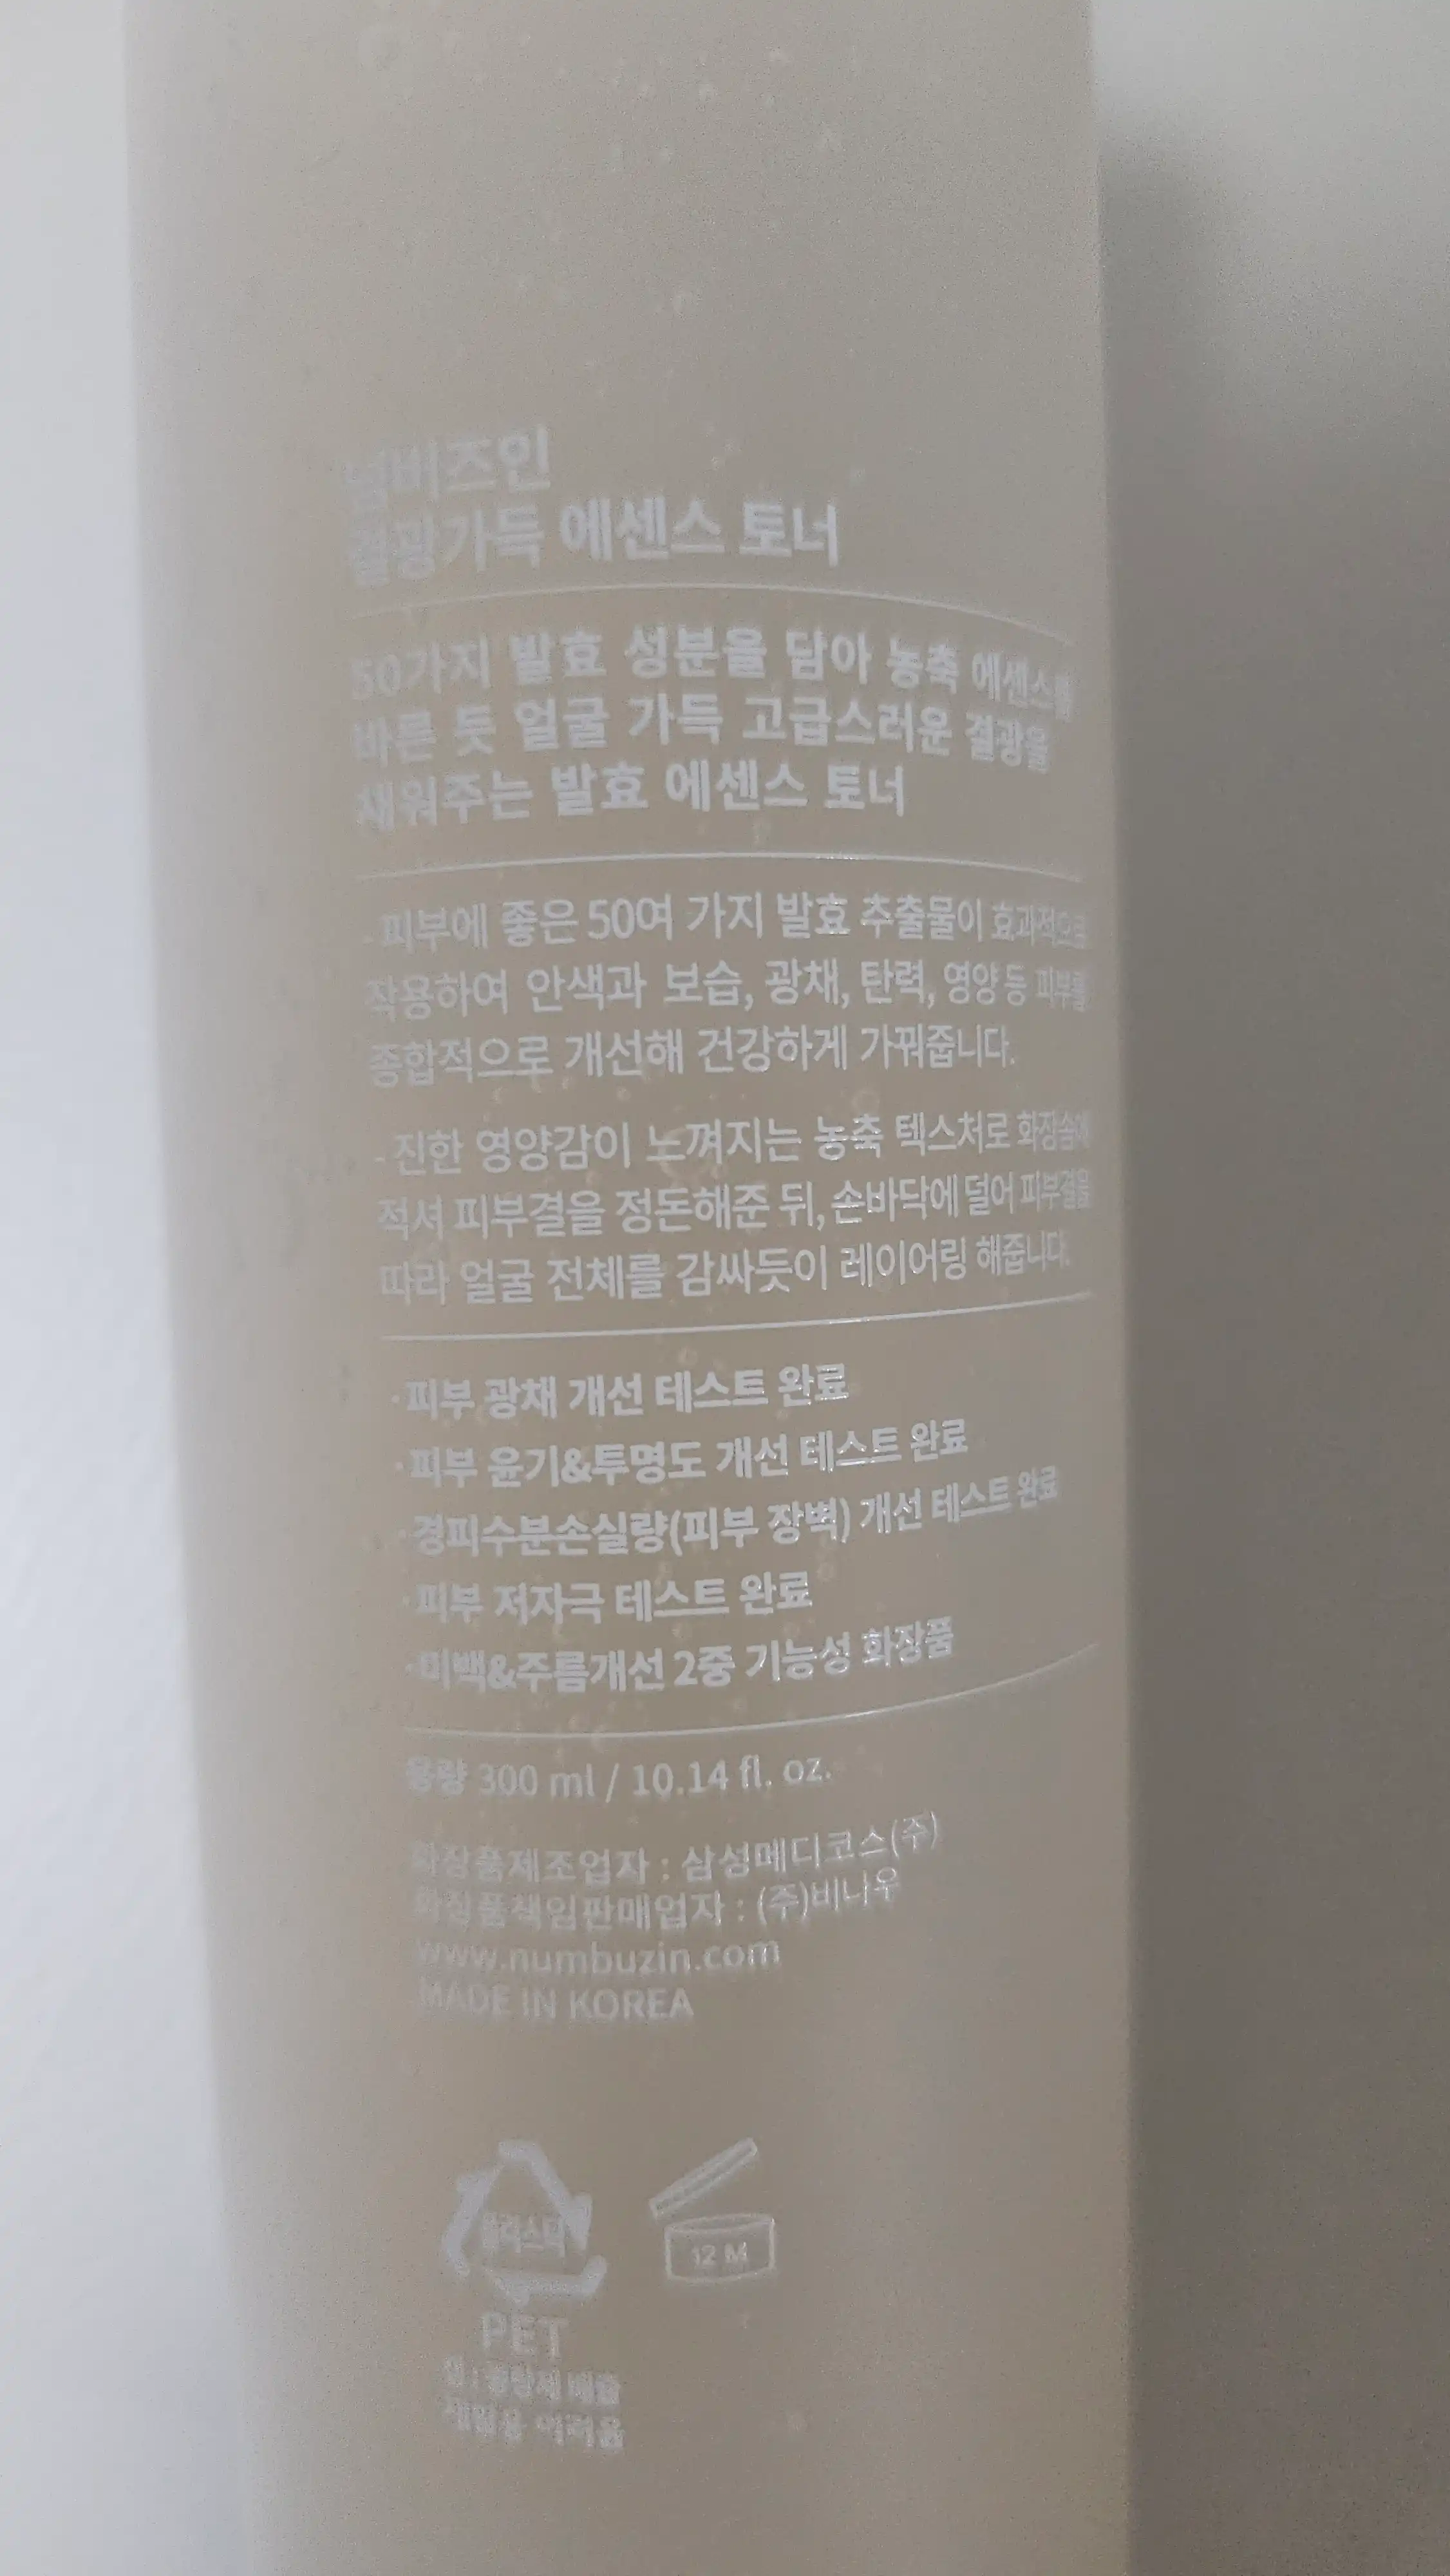 넘버즈인
결광가득 에센스 토너
50가지 발효 성분을 담아 농축 에센스를
바른 듯 얼굴 가득 고급스러운 결광을
채워주는 발효 에센스 토너
- 피부에 좋은 50여 가지 발효 추출물이 효과적으로
작용하여 안색과 보습, 광채, 탄력, 영양 등 피부를
종합적으로 개선해 건강하게 가꿔줍니다.
- 진한 영양감이 느껴지는 농축 텍스처로 화장솜에
적셔 피부결을 정돈해준 뒤, 손바닥에 덜어 피부결을
따라 얼굴 전체를 감싸듯이 레이어링 해줍니다.
·피부 광채 개선 테스트 완료
·피부 윤기&투명도 개선 테스트 완료
·경피수분손실량(피부 장벽) 개선 테스트 완료
·피부 저자극 테스트 완료
·미백&주름개선 2중 기능성 화장품
용량 300 ml / 10.14 fl. oz.
화장품제조업자 : 삼성메디코스(주)
화장품책임판매업자 : (주)비나우
www.numbuzin.com
MADE IN KOREA
플라스틱
12 M
PET
배출
재활용 어려움